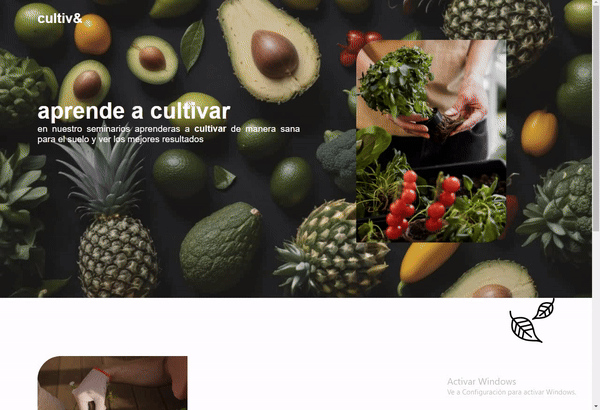 cultiv&
aprende a cultivar
en nuestro seminarios aprenderas a cultivar de manera sana
para el suelo y ver los mejores resultados
Activar Windows
Ve a Configuración para activar Windows.